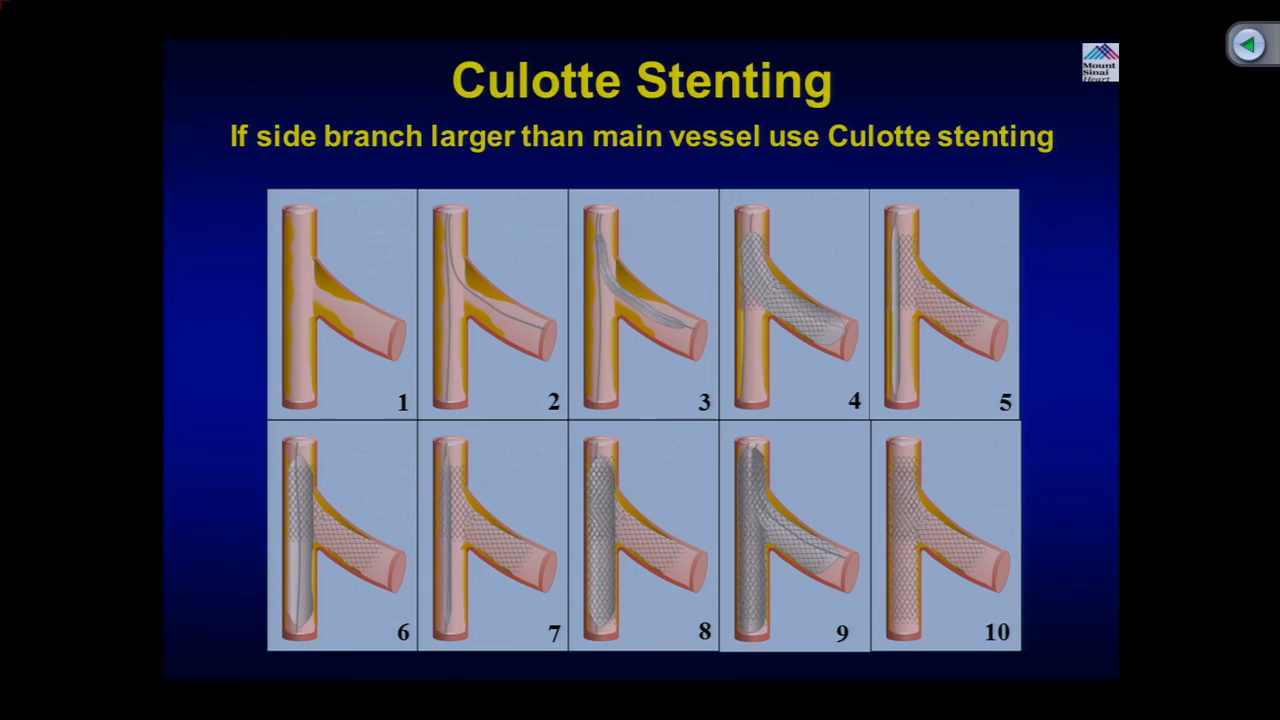 Culotte Stenting
Mount
Sinai
Heart
If side branch larger than main vessel use Culotte stenting
1
2
3
4
5
6
7
8
9
10